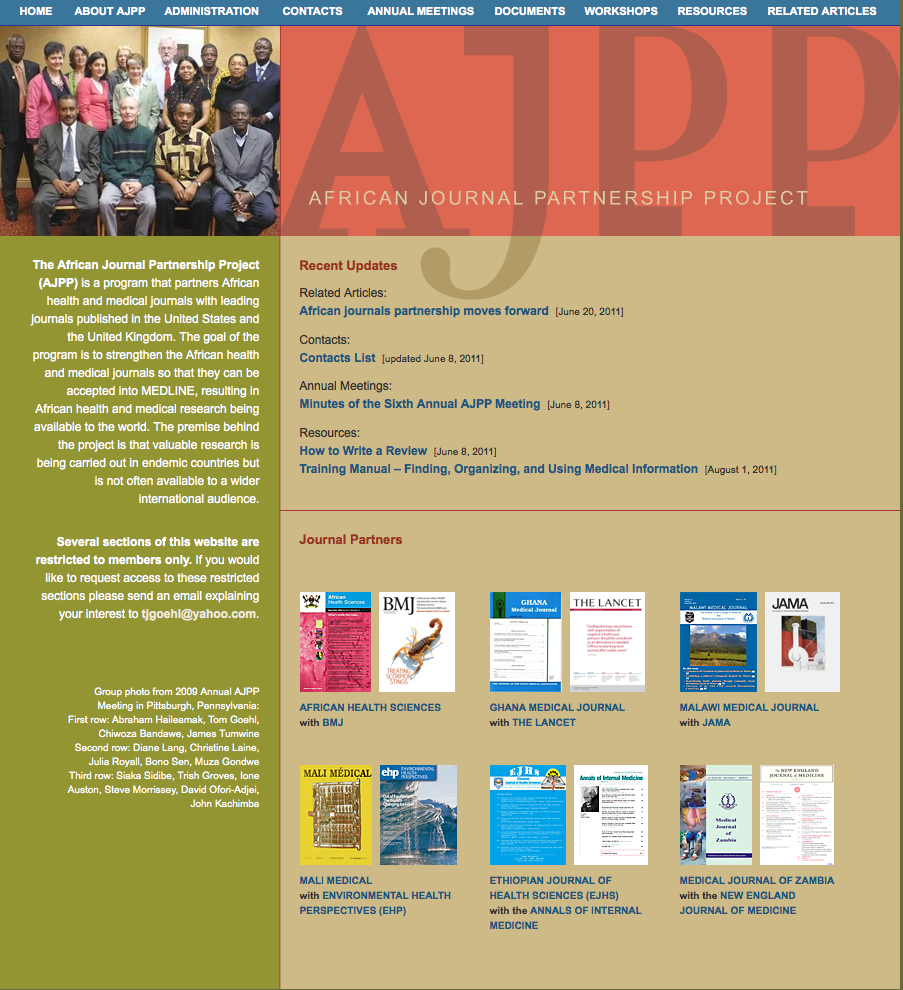 HOME ABOUT AJPP ADMINISTRATION CONTACTS ANNUAL MEETINGS DOCUMENTS WORKSHOPS RESOURCES RELATED ARTICLES
AJPP
AFRICAN JOURNAL PARTNERSHIP PROJECT
The African Journal Partnership Project
(AJPP) is a program that partners African
health and medical journals with leading
journals published in the United States and
the United Kingdom. The goal of the
program is to strengthen the African health
and medical journals so that they can be
accepted into MEDLINE, resulting in
African health and medical research being
available to the world. The premise behind
the project is that valuable research is
being carried out in endemic countries but
is not often available to a wider
international audience.
Several sections of this website are
restricted to members only. If you would
like to request access to these restricted
sections please send an email explaining
your interest to tjgoehl@yahoo.com.
Group photo from 2009 Annual AJPP
Meeting in Pittsburgh, Pennsylvania:
First row: Abraham Haileamak, Tom Goehl,
Chiwoza Bandawe, James Tumwine
Second row: Diane Lang, Christine Laine,
Julia Royall, Bono Sen, Muza Gondwe
Third row: Siaka Sidibe, Trish Groves, Ione
Auston, Steve Morrissey, David Ofori-Adjei,
John Kachimba
Recent Updates
Related Articles:
African journals partnership moves forward [June 20, 2011]
Contacts:
Contacts List [updated June 8, 2011]
Annual Meetings:
Minutes of the Sixth Annual AJPP Meeting [June 8, 2011]
Resources:
How to Write a Review [June 8, 2011]
Training Manual – Finding, Organizing, and Using Medical Information [August 1, 2011]
Journal Partners
African
Health Sciences
BMJ
TREATING
SCORPION
STINGS
GHANA
Medical Journal
THE LANCET
MALAWI MEDICAL JOURNAL
JAMA
AFRICAN HEALTH SCIENCES
with BMJ
GHANA MEDICAL JOURNAL
with THE LANCET
MALAWI MEDICAL JOURNAL
with JAMA
MALI MÉDICAL
ehp ENVIRONMENTAL
HEALTH
PERSPECTIVES
EJHS
Annals of Internal Medicine
Medical
Journal
of
Zambia
The NEW ENGLAND
JOURNAL of MEDICINE
MALI MEDICAL
with ENVIRONMENTAL HEALTH
PERSPECTIVES (EHP)
ETHIOPIAN JOURNAL OF
HEALTH SCIENCES (EJHS)
with the ANNALS OF INTERNAL
MEDICINE
MEDICAL JOURNAL OF ZAMBIA
with the NEW ENGLAND
JOURNAL OF MEDICINE